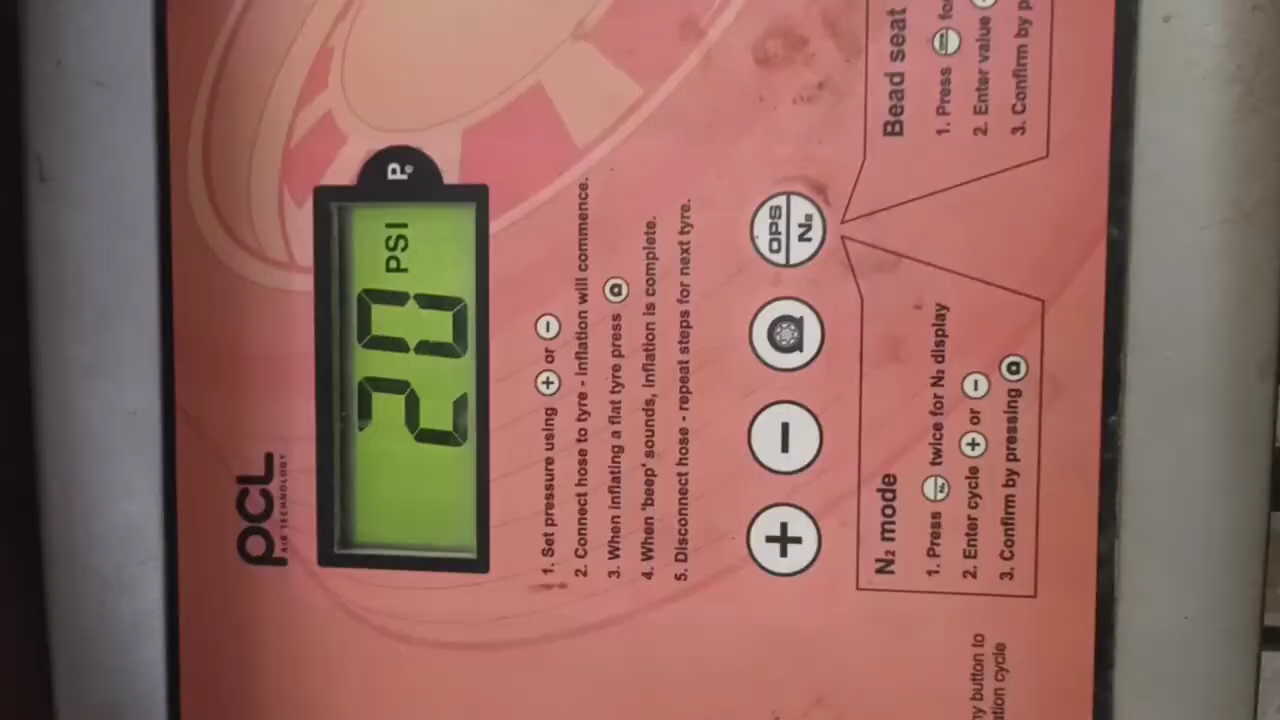 PCL
AIR TECHNOLOGY
20 PSI
Pe
1. Set pressure using + or -
2. Connect hose to tyre - inflation will commence.
3. When inflating a flat tyre press
4. When 'beep' sounds, inflation is complete.
5. Disconnect hose - repeat steps for next tyre.
+ -
OPS
N2
N2 mode
1. Press twice for N2 display
2. Enter cycle + or -
3. Confirm by pressing
Bead seat
1. Press for
2. Enter value
3. Confirm by
button to
cycle